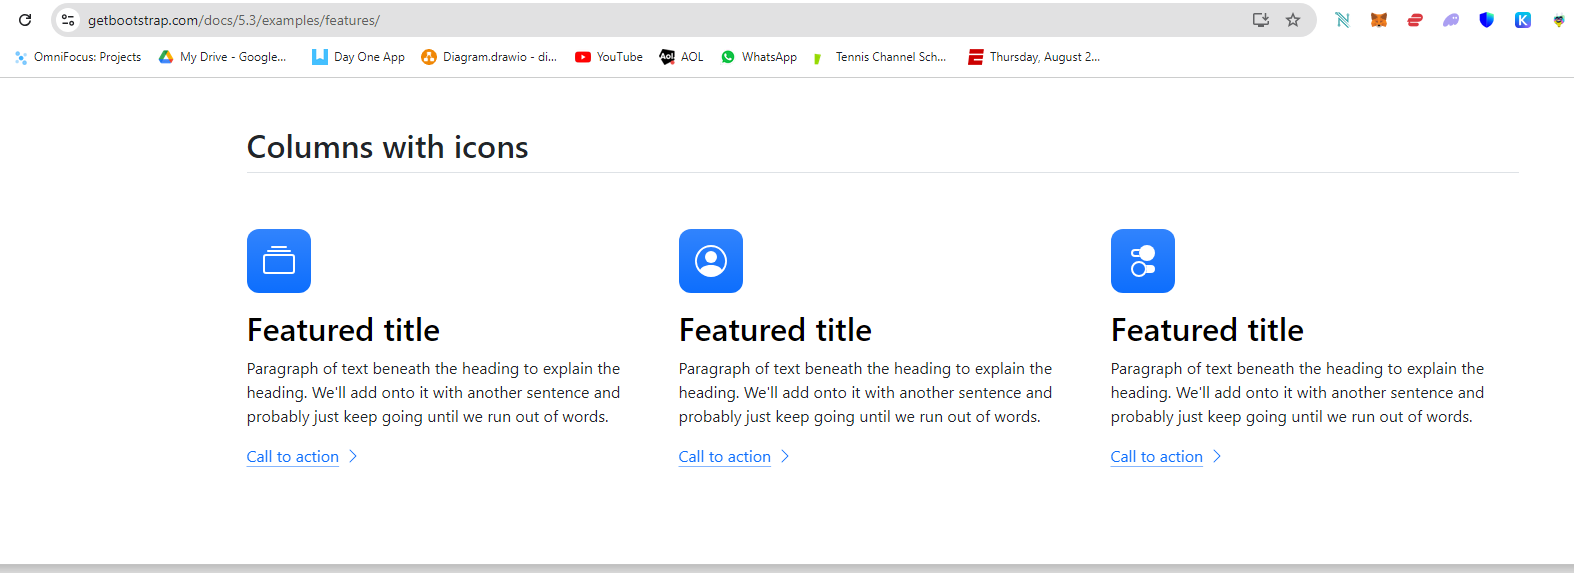 getbootstrap.com/docs/5.3/examples/features/
OmniFocus: Projects My Drive - Google... Day One App Diagram.drawio - di... YouTube AOL WhatsApp Tennis Channel Sch... Thursday, August 2...
Columns with icons
Featured title
Paragraph of text beneath the heading to explain the
heading. We'll add onto it with another sentence and
probably just keep going until we run out of words.
Call to action
Featured title
Paragraph of text beneath the heading to explain the
heading. We'll add onto it with another sentence and
probably just keep going until we run out of words.
Call to action
Featured title
Paragraph of text beneath the heading to explain the
heading. We'll add onto it with another sentence and
probably just keep going until we run out of words.
Call to action